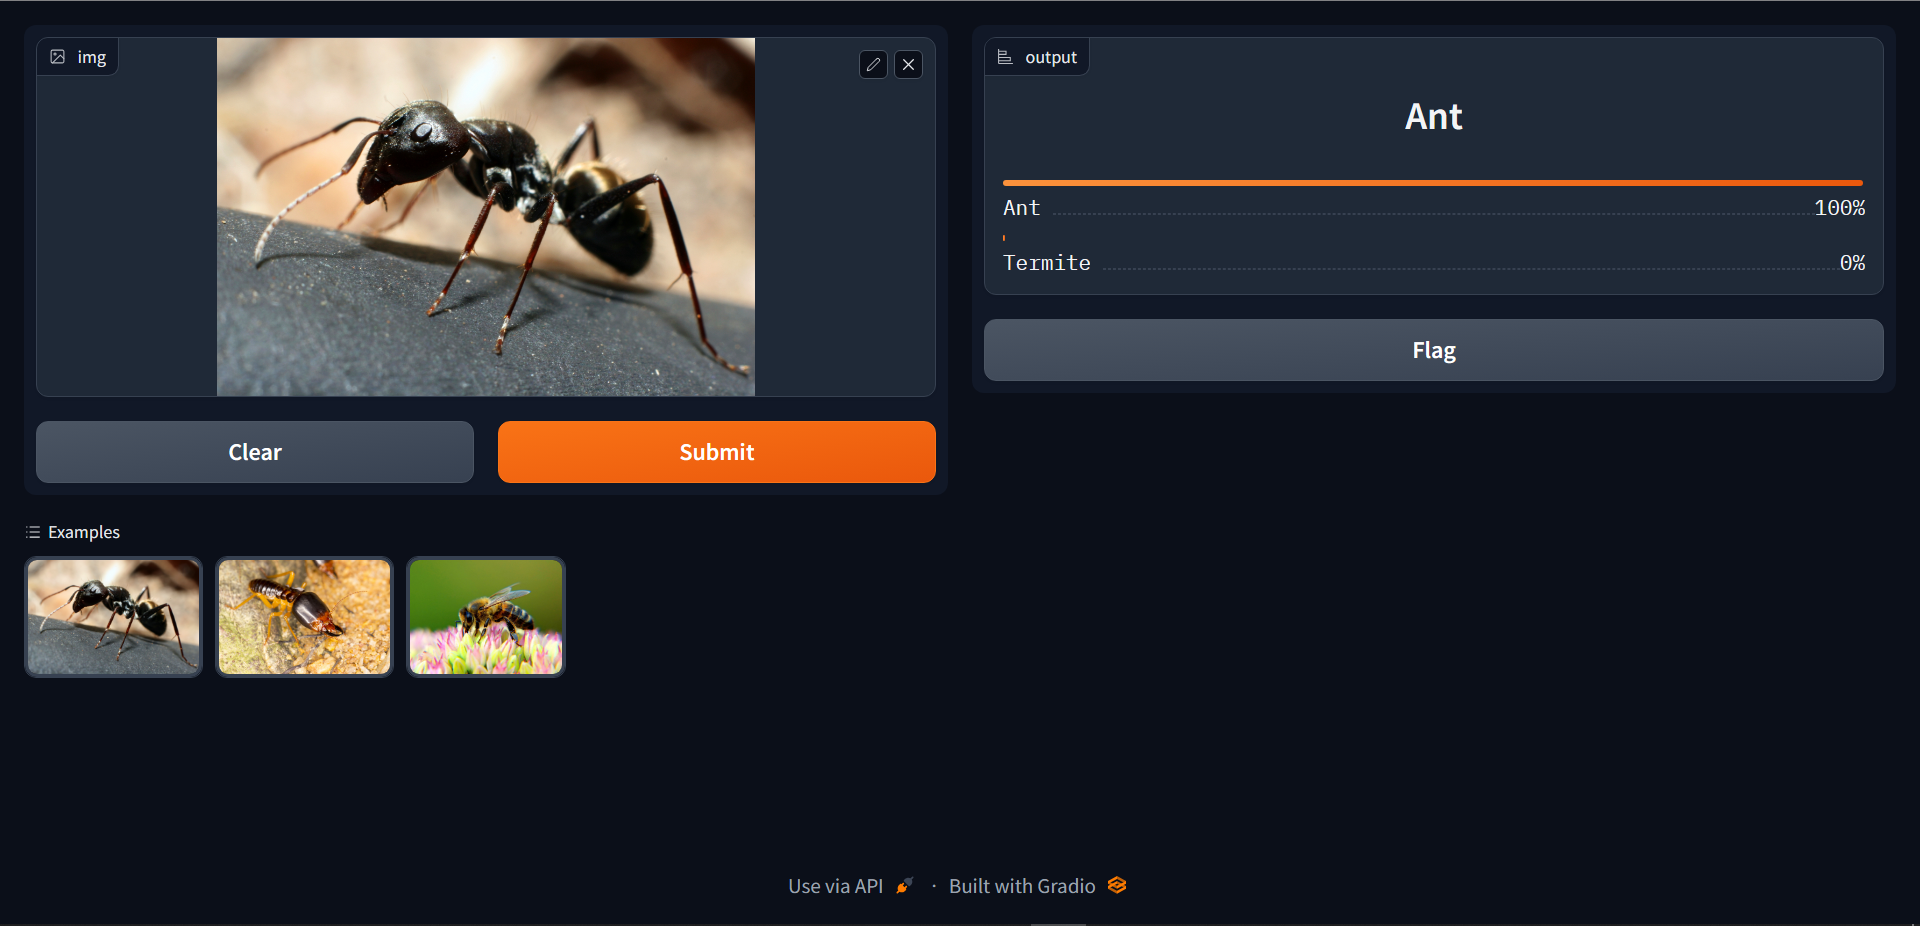 img
output
Ant
Ant 100%
Termite 0%
Flag
Clear
Submit
Examples
Use via API · Built with Gradio